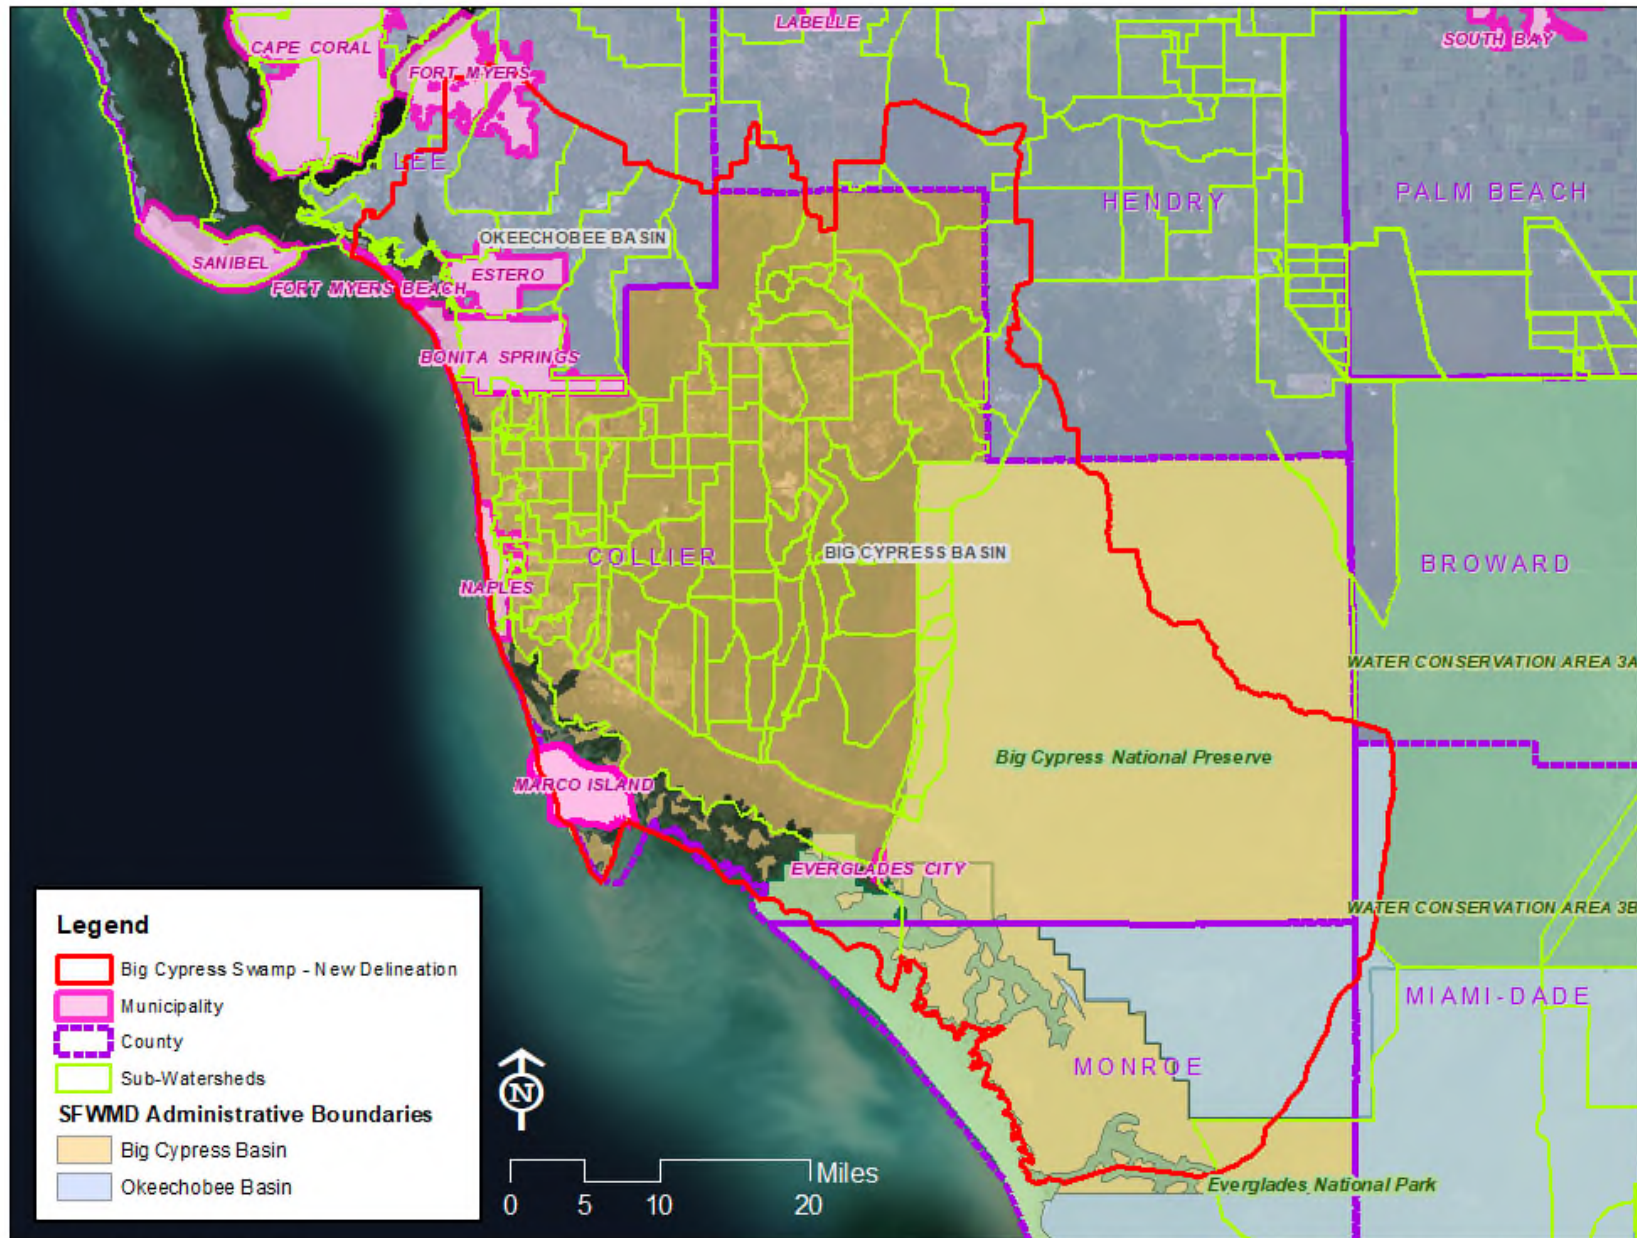 LABELLE
CAPE CORAL
SOUTH BAY
FORT MYERS
LEE
HENDRY
PALM BEACH
OKEECHOBEE BASIN
SANIBEL
ESTERO
FORT MYERS BEACH
BONITA SPRINGS
COLLIER
BIG CYPRESS BASIN
BROWARD
NAPLES
WATER CONSERVATION AREA 3A
Big Cypress National Preserve
MARCO ISLAND
EVERGLADES CITY
WATER CONSERVATION AREA 3B
MIAMI-DADE
MONROE
Everglades National Park
Legend
Big Cypress Swamp - New Delineation
Municipality
County
Sub-Watersheds
SFWMD Administrative Boundaries
Big Cypress Basin
Okeechobee Basin
N
Miles
0 5 10 20